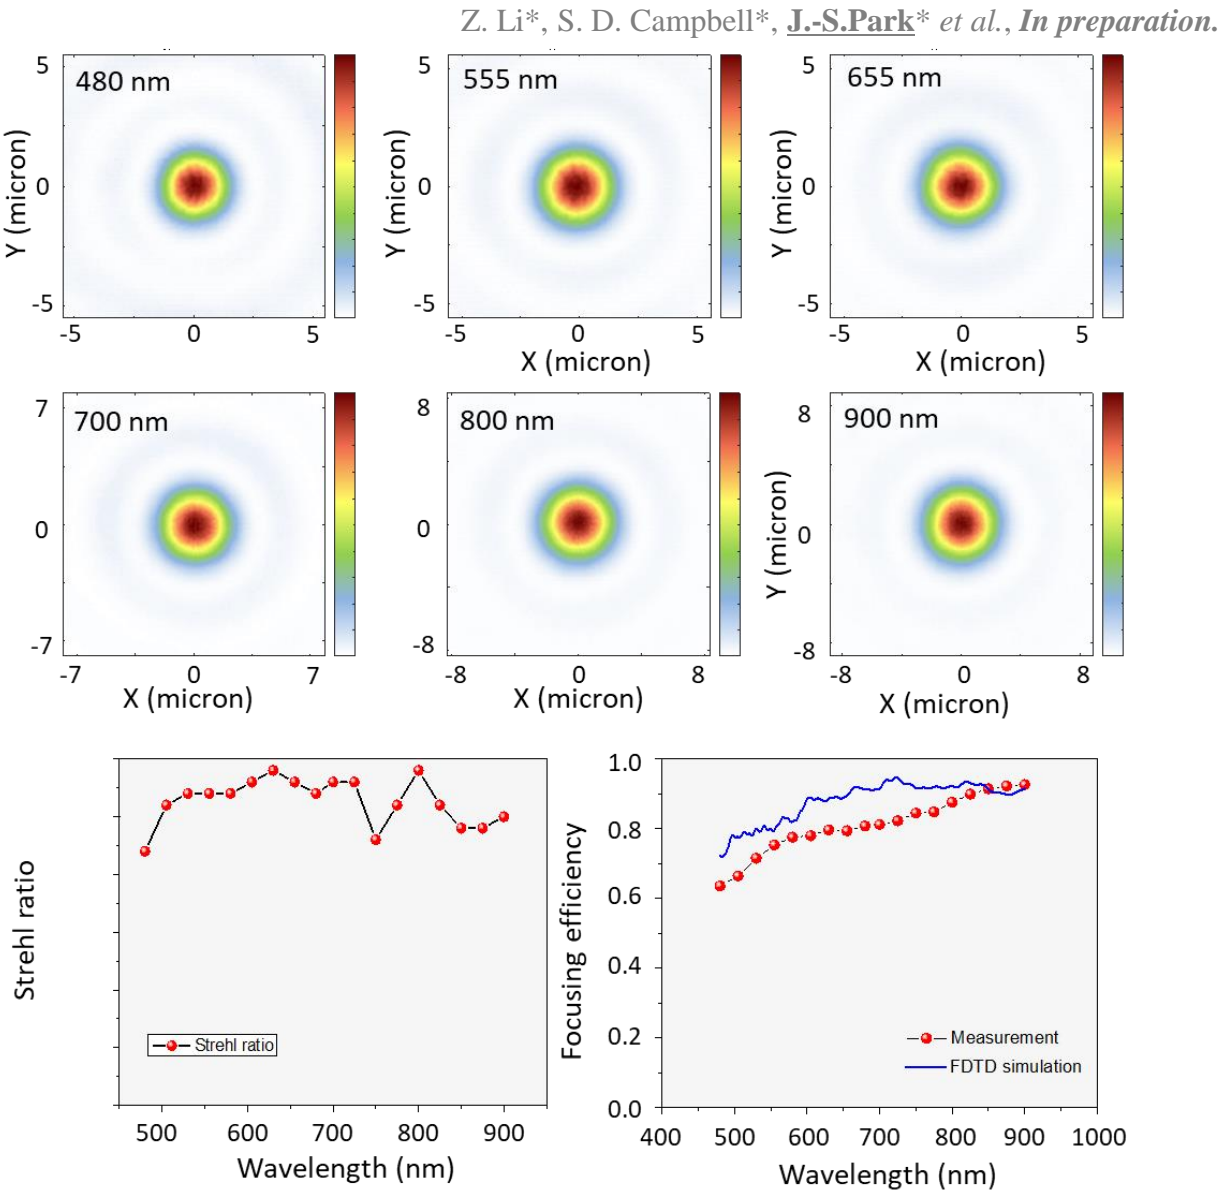 Z. Li*, S. D. Campbell*, J.-S.Park* et al., In preparation.
480 nm
555 nm
655 nm
5
0
-5
Y (micron)
-5 0 5
5
0
-5
Y (micron)
-5 0 5
X (micron)
5
0
-5
Y (micron)
-5 0 5
X (micron)
700 nm
800 nm
900 nm
7
0
-7
-7 0 7
X (micron)
8
0
-8
-8 0 8
X (micron)
8
0
-8
Y (micron)
-8 0 8
X (micron)
Strehl ratio
Strehl ratio
500 600 700 800 900
Wavelength (nm)
Focusing efficiency
1.0
0.8
0.6
0.4
0.2
0.0
Measurement
FDTD simulation
400 500 600 700 800 900 1000
Wavelength (nm)